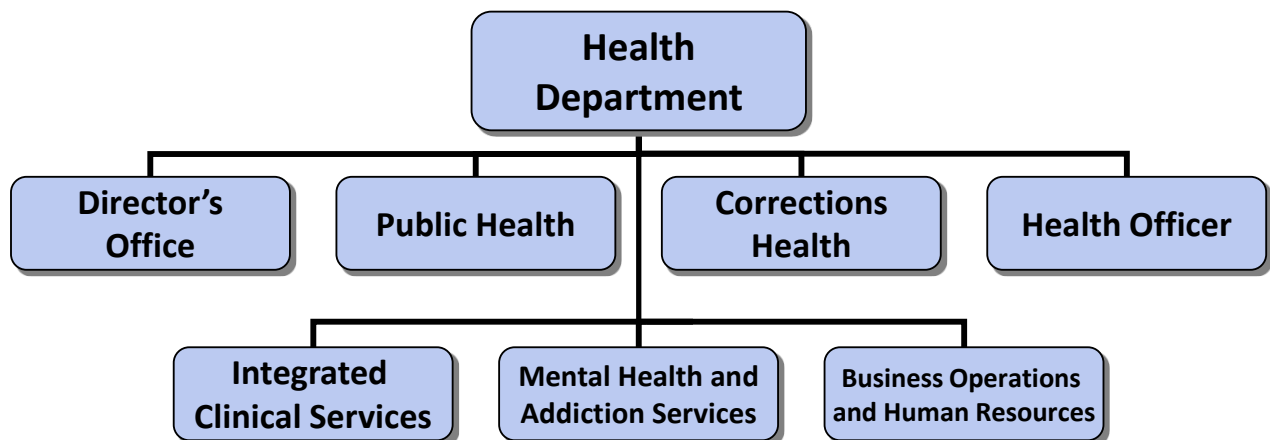 Health
Department
Director’s
Office
Public Health
Corrections
Health
Health Officer
Integrated
Clinical Services
Mental Health and
Addiction Services
Business Operations
and Human Resources